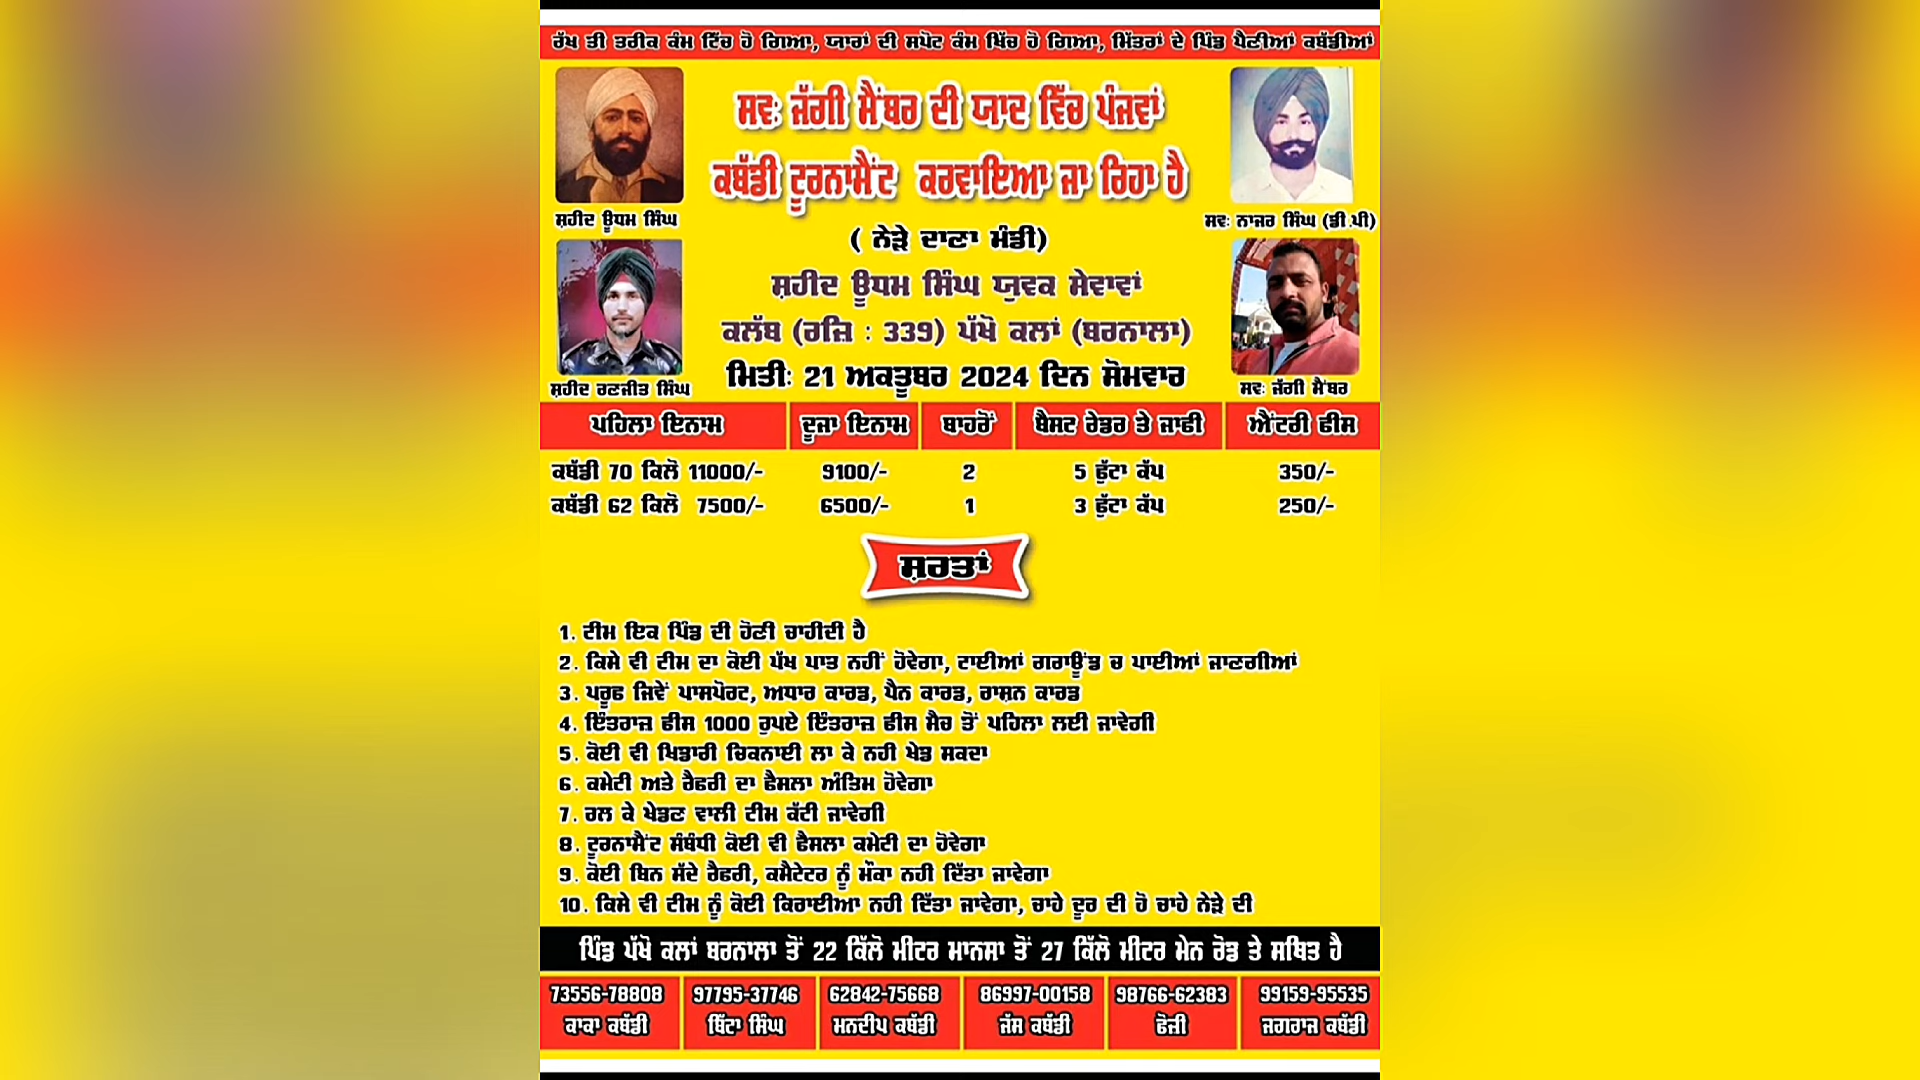 ਰੱਖ ਤੀ ਤਰੀਕ ਕੰਮ ਟਿੱਚ ਹੋ ਗਿਆ, ਯਾਰਾਂ ਦੀ ਸਪੋਟ ਕੰਮ ਖਿੱਚ ਹੋ ਗਿਆ, ਮਿੱਤਰਾਂ ਦੇ ਪਿੰਡ ਪੈਣੀਆਂ ਕਬੱਡੀਆਂ
ਸਵ: ਜੱਗੀ ਮੈਂਬਰ ਦੀ ਯਾਦ ਵਿੱਚ ਪੰਜਵਾਂ
ਕਬੱਡੀ ਟੂਰਨਾਮੈਂਟ ਕਰਵਾਇਆ ਜਾ ਰਿਹਾ ਹੈ
ਸ਼ਹੀਦ ਊਧਮ ਸਿੰਘ
ਸਵ: ਨਾਜਰ ਸਿੰਘ (ਡੀ.ਪੀ)
( ਨੇੜੇ ਦਾਣਾ ਮੰਡੀ)
ਸ਼ਹੀਦ ਊਧਮ ਸਿੰਘ ਯੁਵਕ ਸੇਵਾਵਾਂ
ਕਲੱਬ (ਰਜ਼ਿ : 339) ਪੱਖੋ ਕਲਾਂ (ਬਰਨਾਲਾ)
ਮਿਤੀ: 21 ਅਕਤੂਬਰ 2024 ਦਿਨ ਸੋਮਵਾਰ
ਸ਼ਹੀਦ ਰਣਜੀਤ ਸਿੰਘ
ਸਵ: ਜੱਗੀ ਮੈਂਬਰ
ਪਹਿਲਾ ਇਨਾਮ ਦੂਜਾ ਇਨਾਮ ਬਾਹਰੋਂ ਬੈਸਟ ਰੇਡਰ ਤੇ ਜਾਫੀ ਐਂਟਰੀ ਫੀਸ
ਕਬੱਡੀ 70 ਕਿਲੋ 11000/- 9100/- 2 5 ਫੁੱਟਾ ਕੱਪ 350/-
ਕਬੱਡੀ 62 ਕਿਲੋ 7500/- 6500/- 1 3 ਫੁੱਟਾ ਕੱਪ 250/-
ਸ਼ਰਤਾਂ
1. ਟੀਮ ਇਕ ਪਿੰਡ ਦੀ ਹੋਣੀ ਚਾਹੀਦੀ ਹੈ
2. ਕਿਸੇ ਵੀ ਟੀਮ ਦਾ ਕੋਈ ਪੱਖ ਪਾਤ ਨਹੀਂ ਹੋਵੇਗਾ, ਟਾਈਆਂ ਗਰਾਊਂਡ ਚ ਪਾਈਆਂ ਜਾਣਗੀਆਂ
3. ਪਰੂਫ ਜਿਵੇਂ ਪਾਸਪੋਰਟ, ਅਧਾਰ ਕਾਰਡ, ਪੈਨ ਕਾਰਡ, ਰਾਸ਼ਨ ਕਾਰਡ
4. ਇੰਤਰਾਜ਼ ਫੀਸ 1000 ਰੁਪਏ ਇੰਤਰਾਜ਼ ਫੀਸ ਮੈਚ ਤੋਂ ਪਹਿਲਾ ਲਈ ਜਾਵੇਗੀ
5. ਕੋਈ ਵੀ ਖਿਡਾਰੀ ਚਿਕਨਾਈ ਲਾ ਕੇ ਨਹੀ ਖੇਡ ਸਕਦਾ
6. ਕਮੇਟੀ ਅਤੇ ਰੈਫਰੀ ਦਾ ਫੈਸਲਾ ਅੰਤਿਮ ਹੋਵੇਗਾ
7. ਰਲ ਕੇ ਖੇਡਣ ਵਾਲੀ ਟੀਮ ਕੱਟੀ ਜਾਵੇਗੀ
8. ਟੂਰਨਾਮੈਂਟ ਸੰਬੰਧੀ ਕੋਈ ਵੀ ਫੈਸਲਾ ਕਮੇਟੀ ਦਾ ਹੋਵੇਗਾ
9. ਕੋਈ ਬਿਨ ਸੱਦੇ ਰੈਫਰੀ, ਕਮੈਟੇਟਰ ਨੂੰ ਮੌਕਾ ਨਹੀ ਦਿੱਤਾ ਜਾਵੇਗਾ
10. ਕਿਸੇ ਵੀ ਟੀਮ ਨੂੰ ਕੋਈ ਕਿਰਾਈਆ ਨਹੀ ਦਿੱਤਾ ਜਾਵੇਗਾ, ਚਾਹੇ ਦੂਰ ਦੀ ਹੋ ਚਾਹੇ ਨੇੜੇ ਦੀ
ਪਿੰਡ ਪੱਖੋ ਕਲਾਂ ਬਰਨਾਲਾ ਤੋਂ 22 ਕਿੱਲੋ ਮੀਟਰ ਮਾਨਸਾ ਤੋਂ 27 ਕਿੱਲੋ ਮੀਟਰ ਮੇਨ ਰੋਡ ਤੇ ਸਥਿਤ ਹੈ
73556-78808 97795-37746 62842-75668 86997-00158 98766-62383 99159-95535
ਕਾਕਾ ਕਬੱਡੀ ਬਿੱਟਾ ਸਿੰਘ ਮਨਦੀਪ ਕਬੱਡੀ ਜੱਸ ਕਬੱਡੀ ਫੋਜੀ ਜਗਰਾਜ ਕਬੱਡੀ